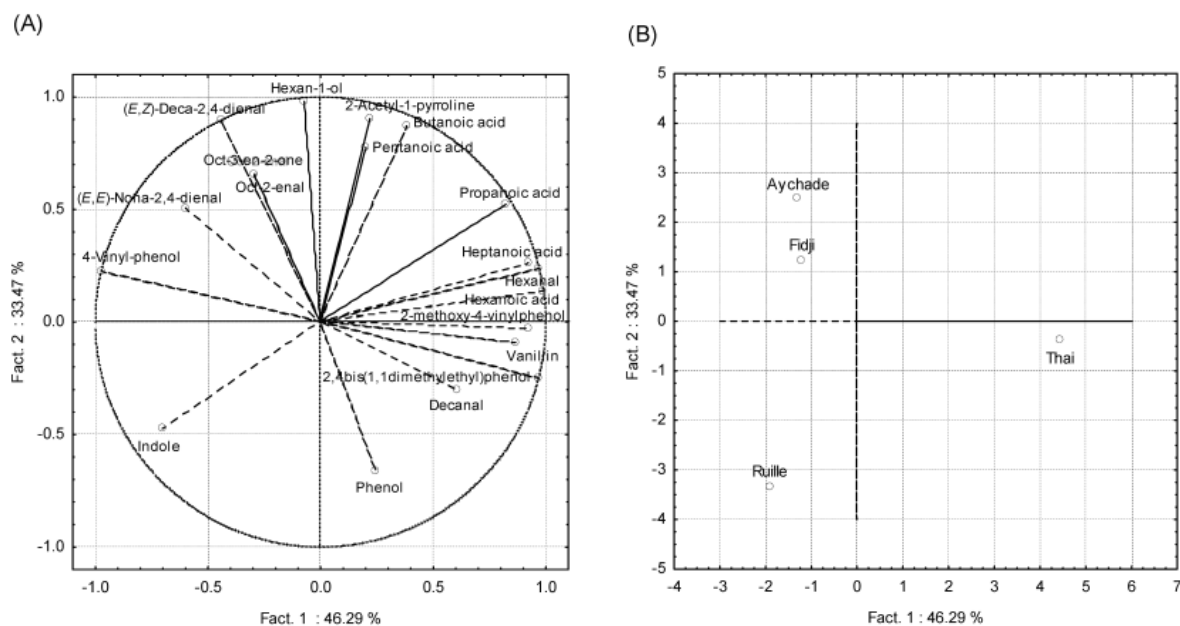 (A)
(B)
Hexan-1-ol
(E,Z)-Deca-2,4-dienal
2-Acetyl-1-pyrroline
Butanoic acid
Pentanoic acid
Oct-3-en-2-one
Oct-2-enal
(E,E)-Nona-2,4-dienal
Propanoic acid
4-Vinyl-phenol
Heptanoic acid
Hexanal
Hexanoic acid
2-methoxy-4-vinylphenol
Vanillin
2,4bis(1,1dimethylethyl)phenol
Decanal
Indole
Phenol
1.0
0.5
0.0
-0.5
-1.0
Fact. 2 : 33.47 %
-1.0 -0.5 0.0 0.5 1.0
Fact. 1 : 46.29 %
5
4
3
2
1
0
-1
-2
-3
-4
-5
Fact. 2 : 33.47 %
Aychade
Fidji
Thai
Ruille
-4 -3 -2 -1 0 1 2 3 4 5 6 7
Fact. 1 : 46.29 %